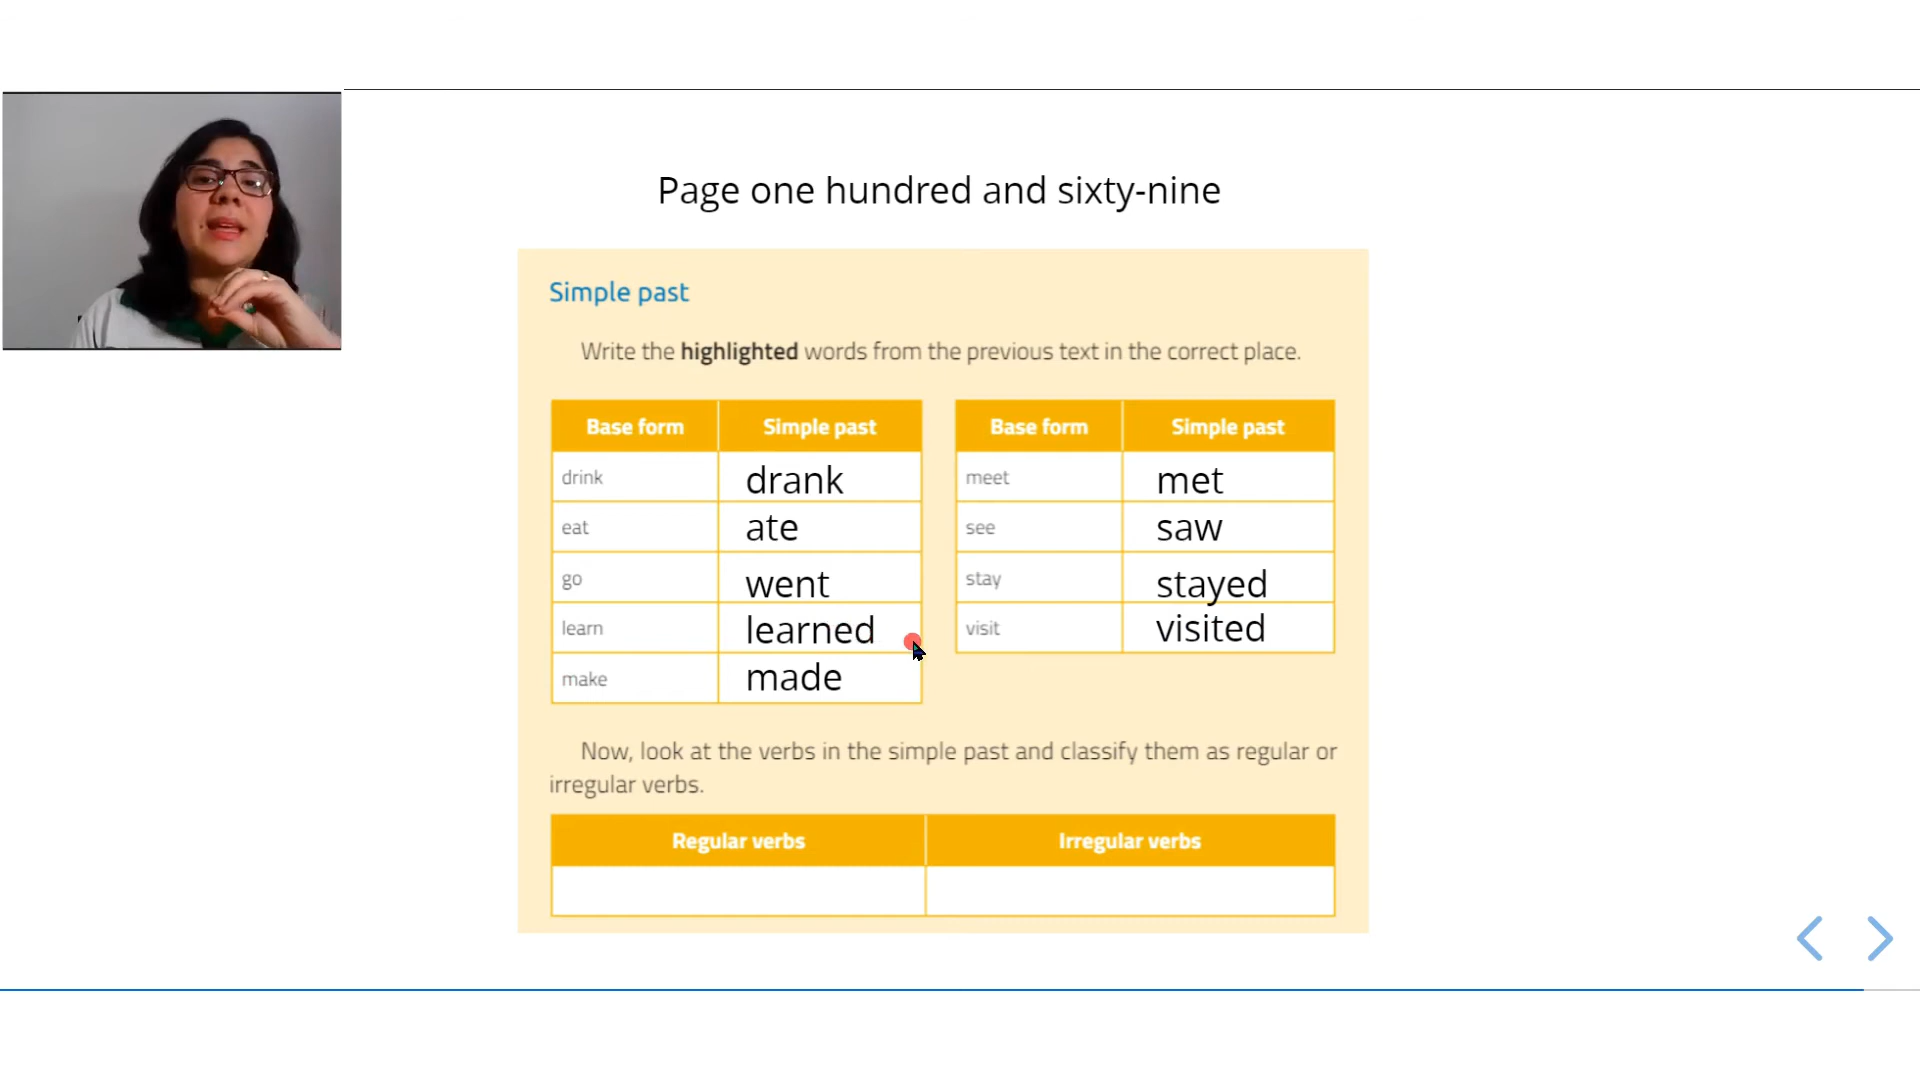 Page one hundred and sixty-nine
Simple past
Write the highlighted words from the previous text in the correct place.
Base form Simple past
drink drank
eat ate
go went
learn learned
make made
Base form Simple past
meet met
see saw
stay stayed
visit visited
Now, look at the verbs in the simple past and classify them as regular or
irregular verbs.
Regular verbs Irregular verbs